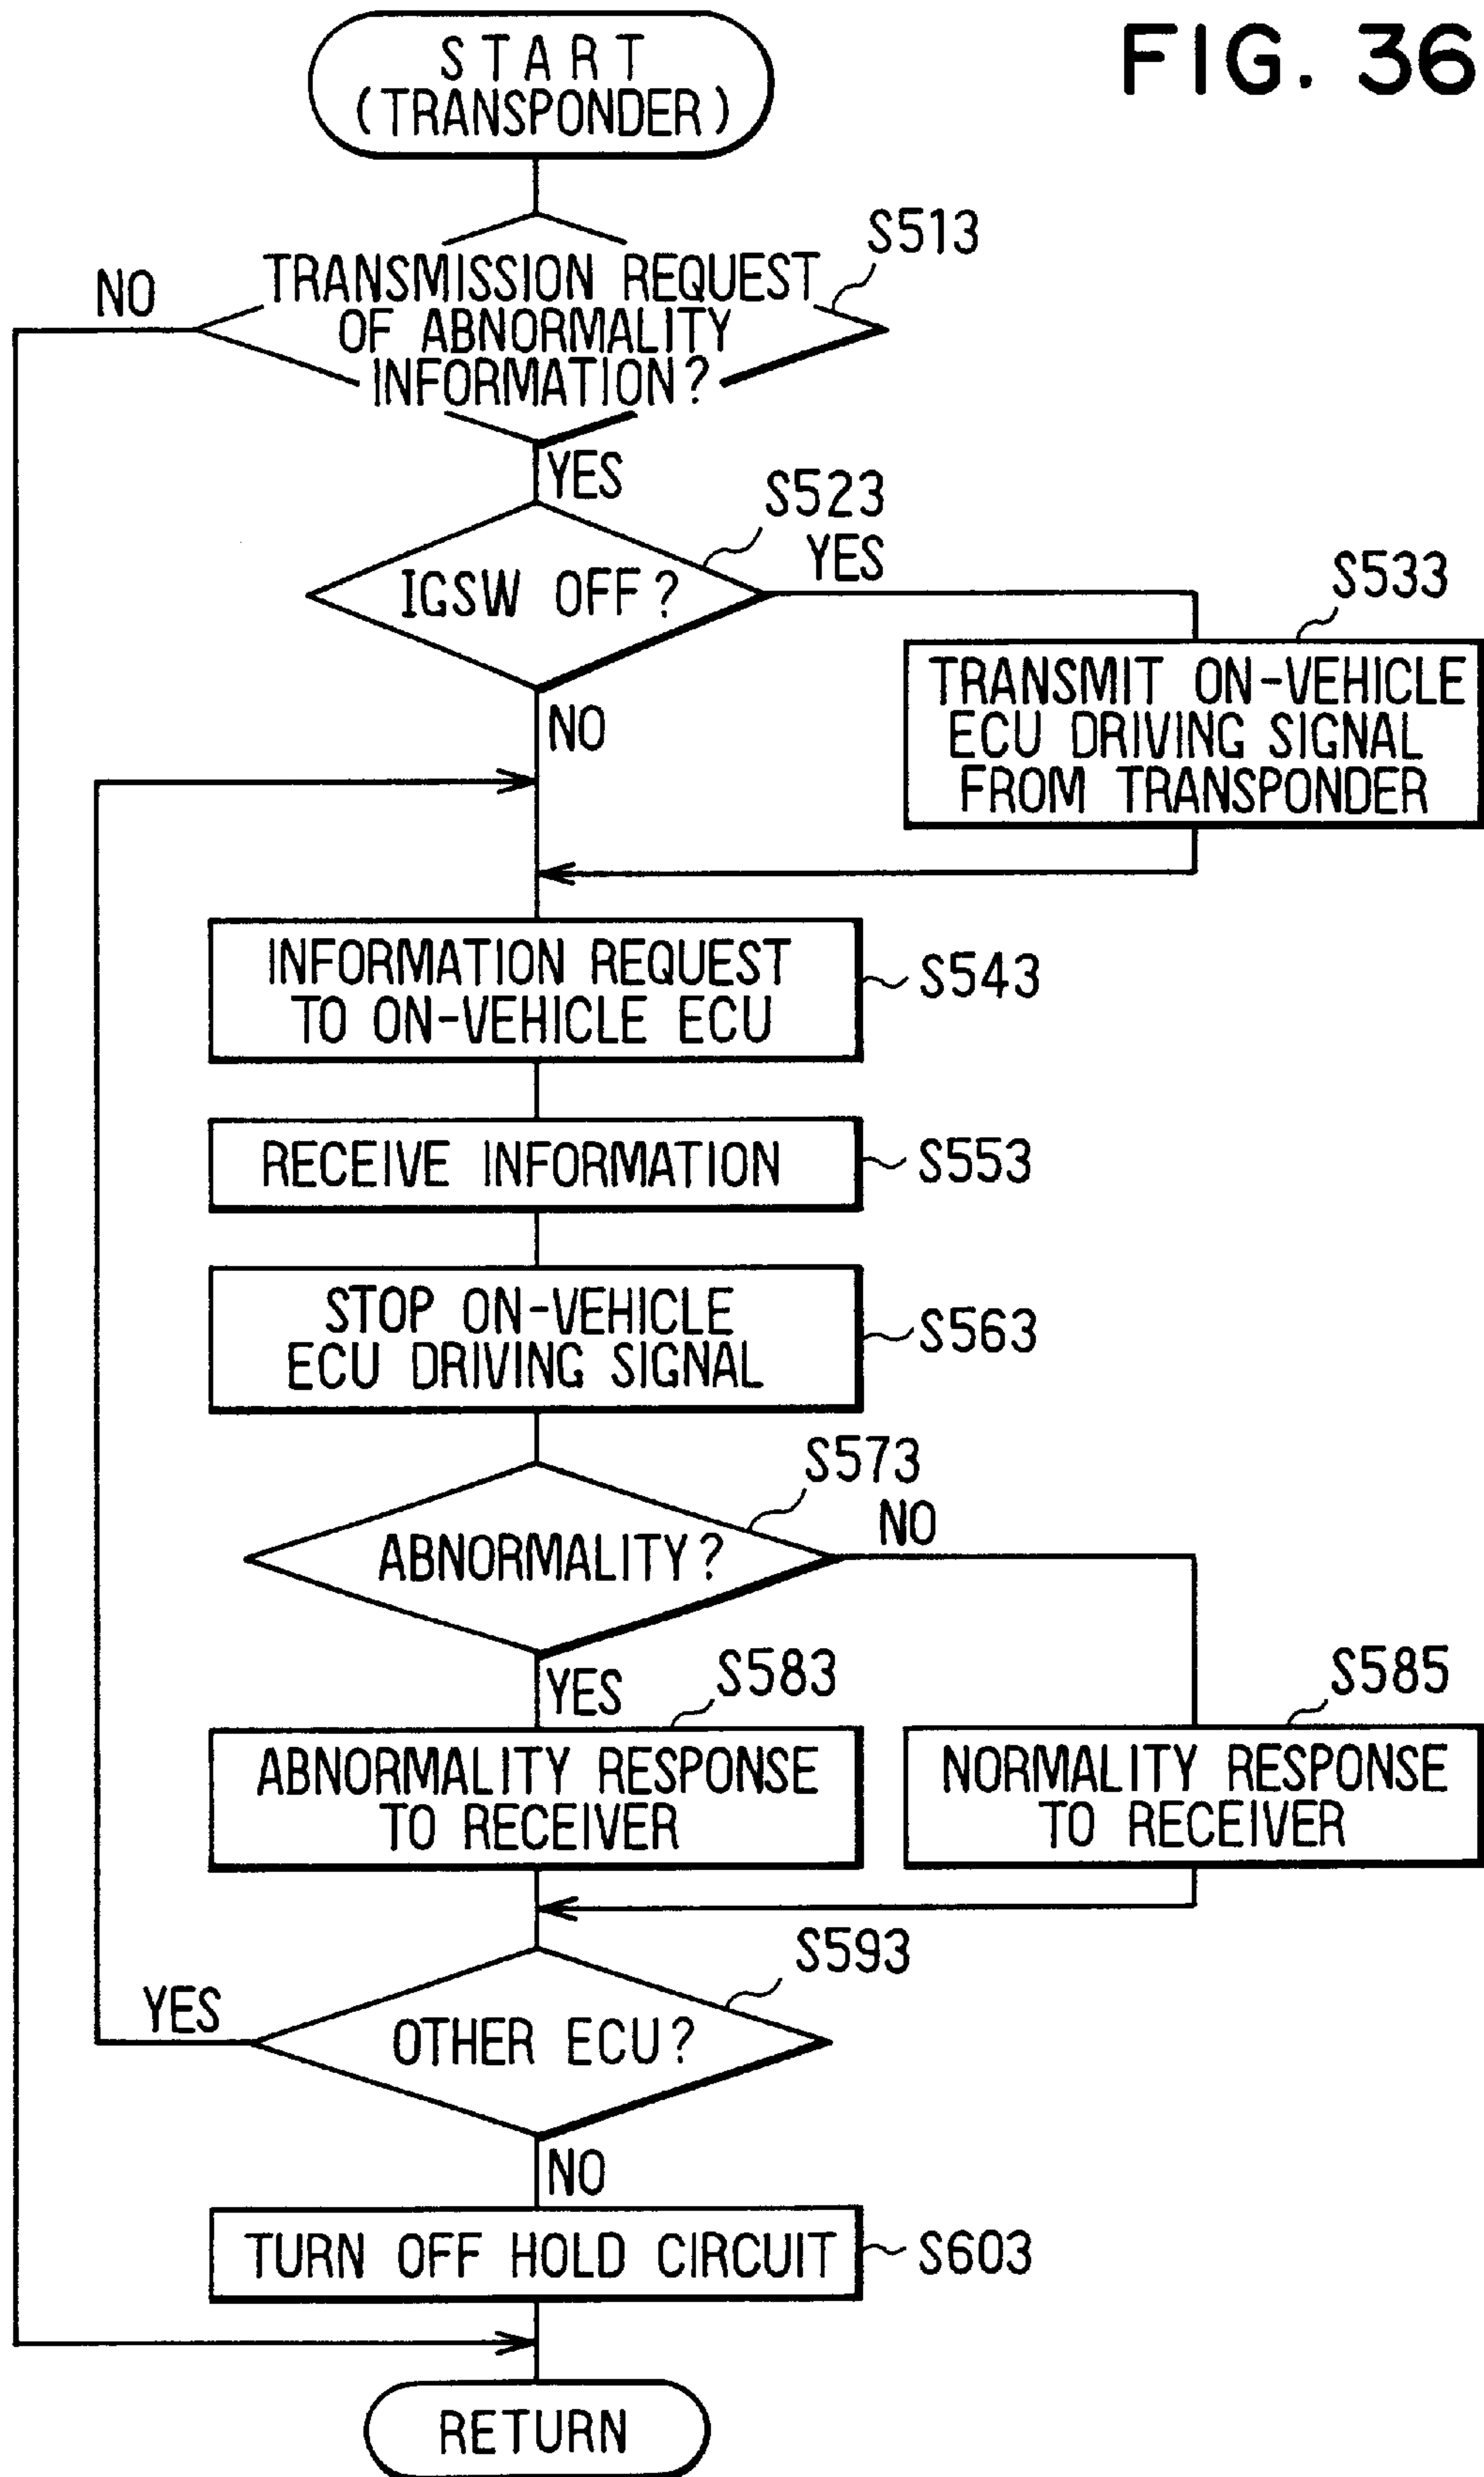 FIG. 36
START
(TRANSPONDER)
S513
NO
TRANSMISSION REQUEST
OF ABNORMALITY
INFORMATION?
YES
S523
IGSW OFF?
YES
S533
TRANSMIT ON-VEHICLE
ECU DRIVING SIGNAL
FROM TRANSPONDER
NO
INFORMATION REQUEST
TO ON-VEHICLE ECU
S543
RECEIVE INFORMATION
S553
STOP ON-VEHICLE
ECU DRIVING SIGNAL
S563
S573
ABNORMALITY?
NO
YES
S583
ABNORMALITY RESPONSE
TO RECEIVER
S585
NORMALITY RESPONSE
TO RECEIVER
S593
YES
OTHER ECU?
NO
TURN OFF HOLD CIRCUIT
S603
RETURN